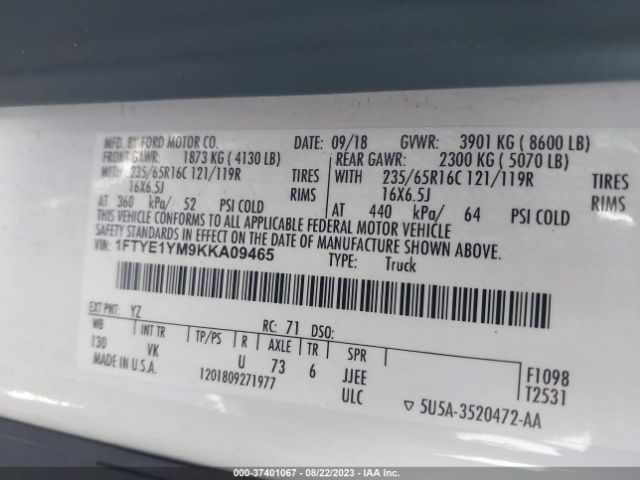 MFD. BY FORD MOTOR CO. DATE: 09/18 GVWR: 3901 KG ( 8600 LB)
FRONT GAWR: 1873 KG ( 4130 LB) REAR GAWR: 2300 KG ( 5070 LB)
WITH 235/65R16C 121/119R TIRES WITH 235/65R16C 121/119R TIRES
16X6.5J RIMS 16X6.5J RIMS
AT 360 kPa/ 52 PSI COLD AT 440 kPa/ 64 PSI COLD
THIS VEHICLE CONFORMS TO ALL APPLICABLE FEDERAL MOTOR VEHICLE
SAFETY STANDARDS IN EFFECT ON THE DATE OF MANUFACTURE SHOWN ABOVE.
VIN: 1FTYE1YM9KKA09465 TYPE: Truck
EXT PNT: YZ RC: 71 DSO:
WB INT TR TP/PS R AXLE TR SPR
130 VK U 73 6 JJEE F1098
MADE IN U.S.A. 1201809271977 ULC T2531
▽ 5U5A-3520472-AA
000-37401067 - 08/22/2023 - IAAI.com